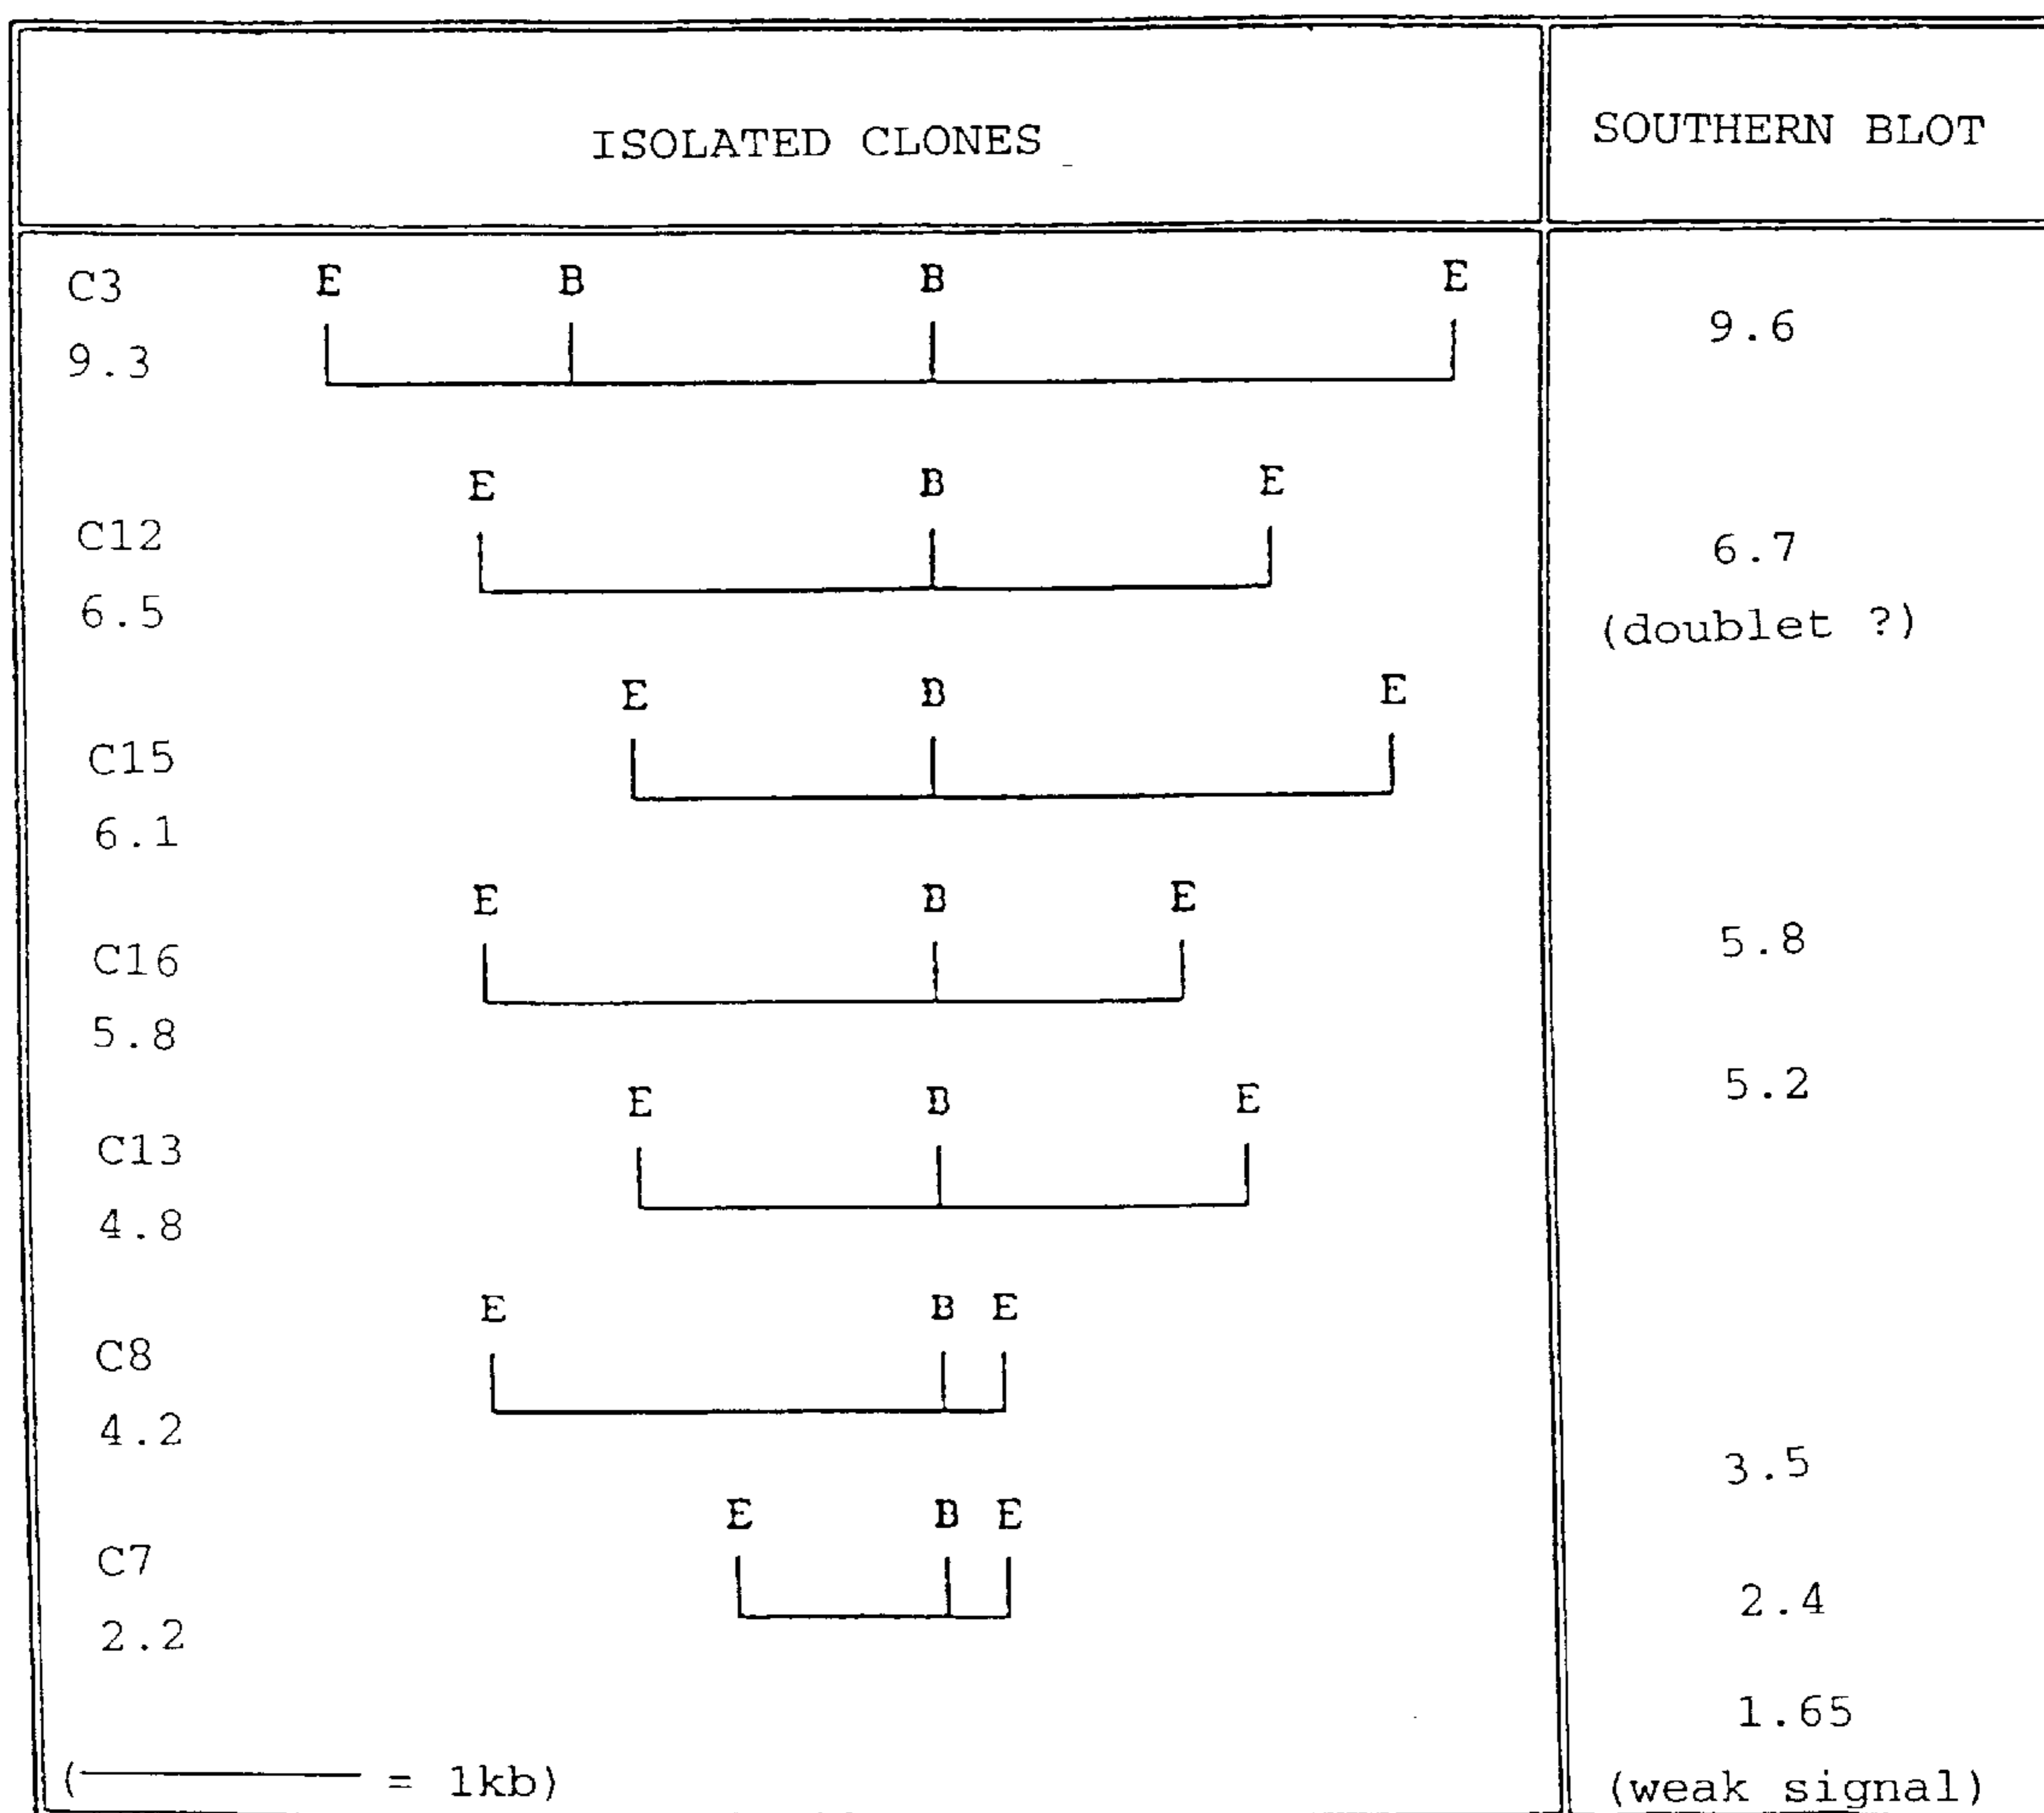 ISOLATED CLONES
SOUTHERN BLOT
C3
E B B E
9.3
9.6
E B E
C12
6.5
6.7
(doublet ?)
E B E
C15
6.1
E B E
C16
5.8
5.8
E B E
C13
4.8
5.2
E B E
C8
4.2
3.5
E B E
C7
2.2
2.4
1.65
(weak signal)
( = 1kb)